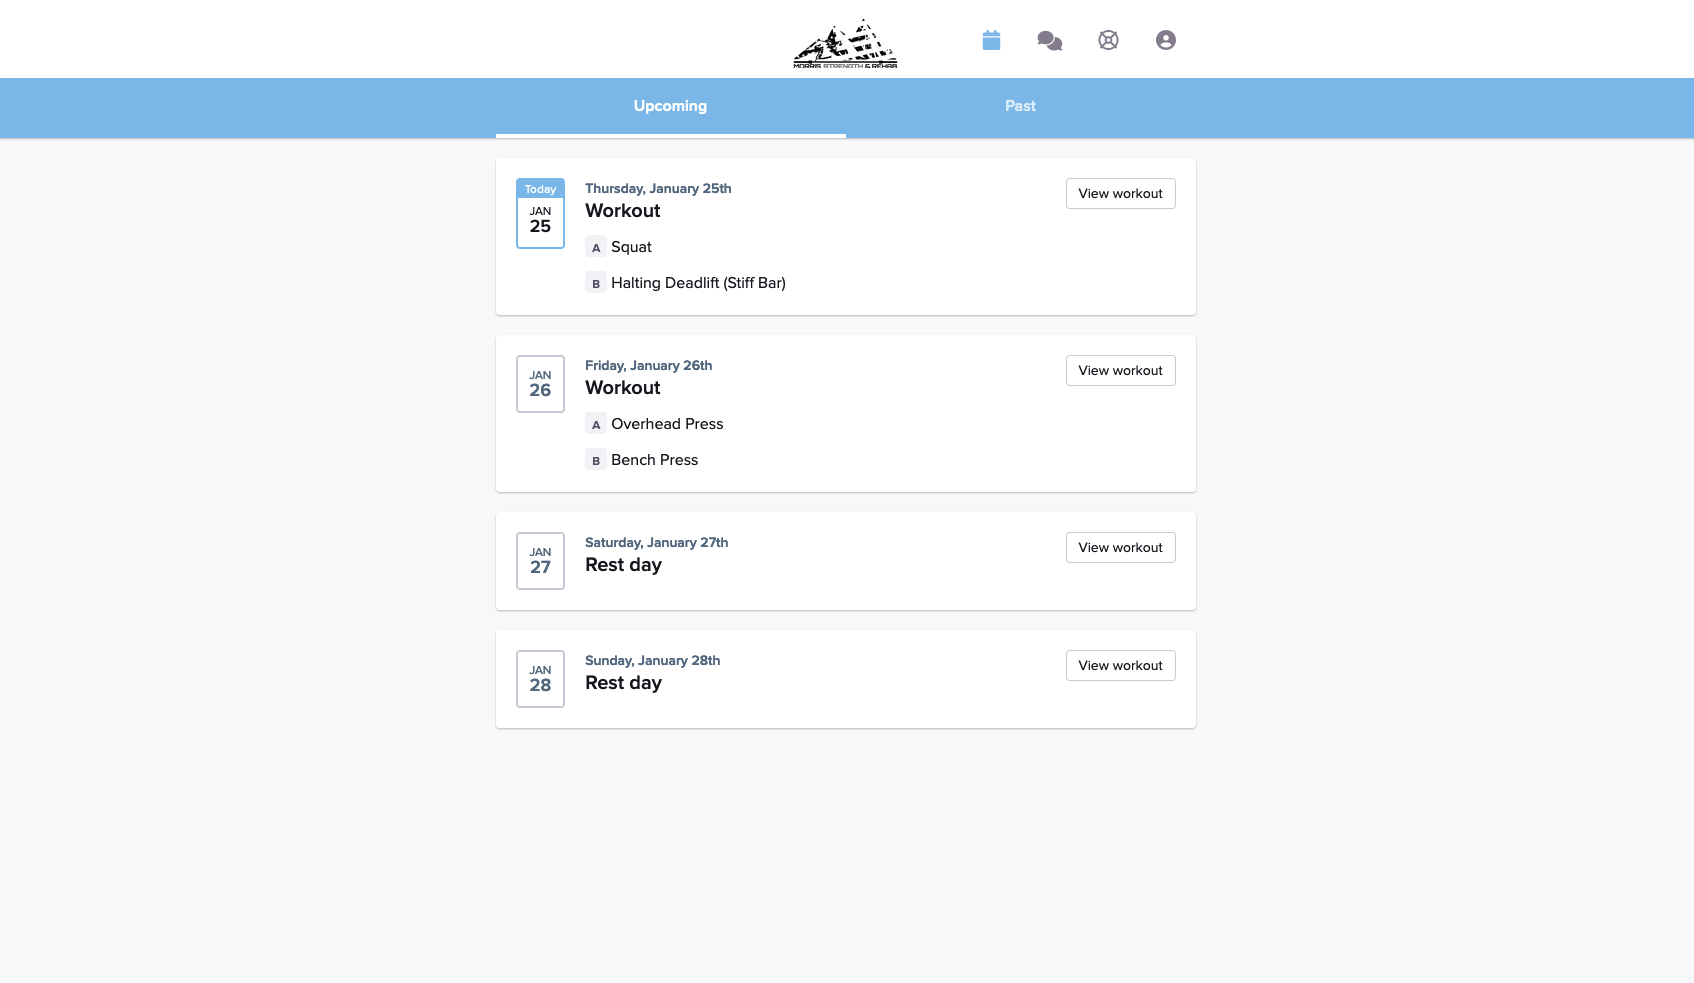 MORRIS STRENGTH & REHAB
Upcoming
Past
Today
JAN
25
Thursday, January 25th
Workout
A Squat
B Halting Deadlift (Stiff Bar)
View workout
JAN
26
Friday, January 26th
Workout
A Overhead Press
B Bench Press
View workout
JAN
27
Saturday, January 27th
Rest day
View workout
JAN
28
Sunday, January 28th
Rest day
View workout